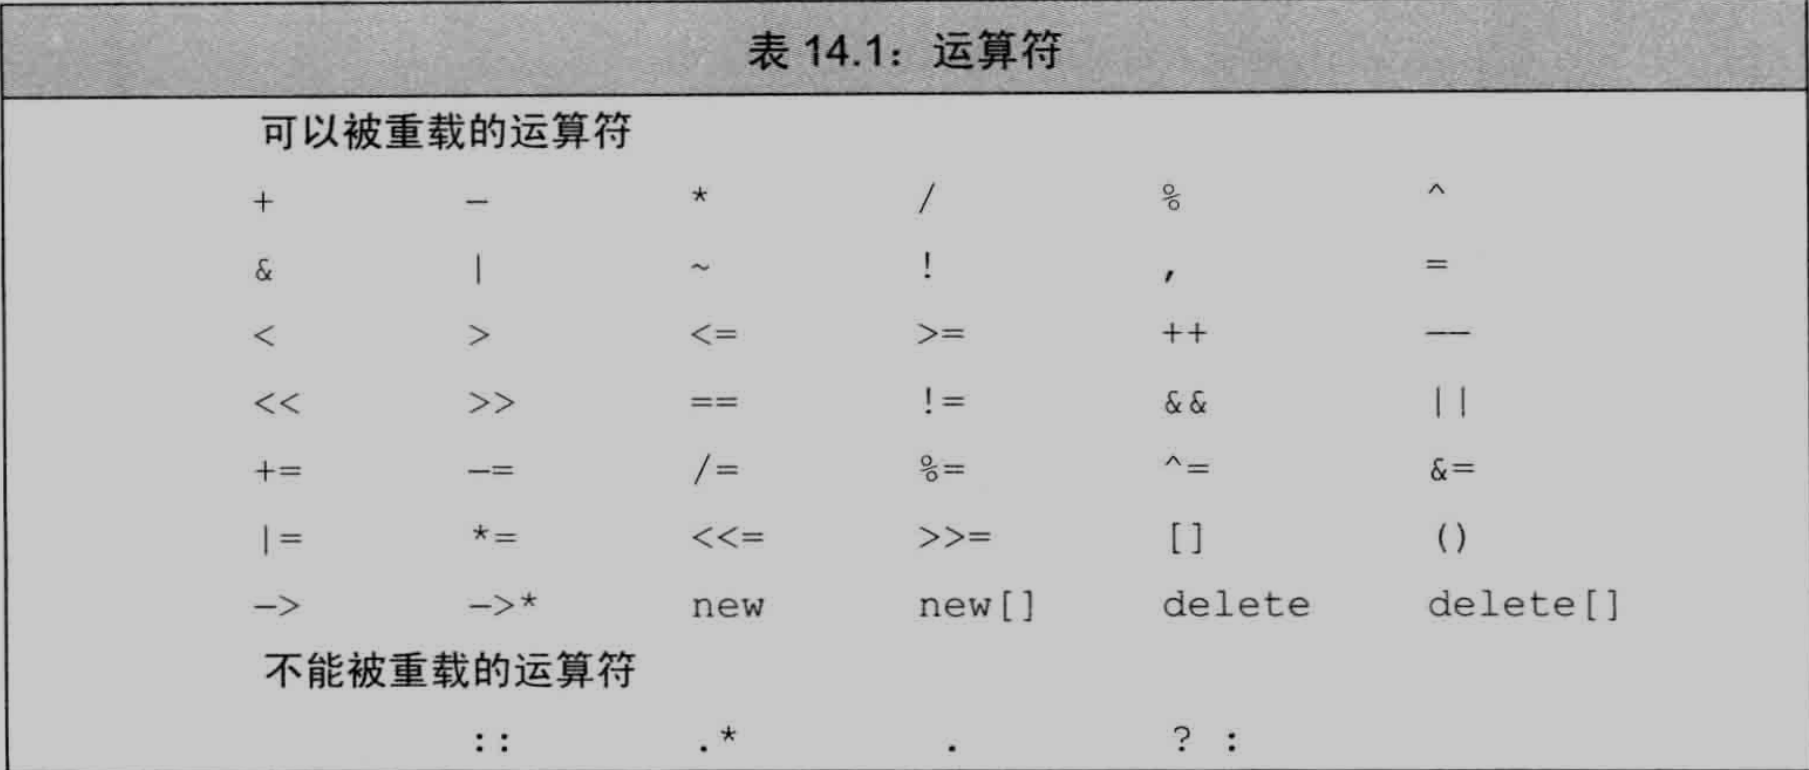 表 14.1：运算符
可以被重载的运算符
+ - * / % ^
& | ~ ! , =
< > <= >= ++ --
<< >> == != && ||
+= -= /= %= ^= &=
|= *= <<= >>= [] ()
-> ->* new new[] delete delete[]
不能被重载的运算符
:: .* . ? :